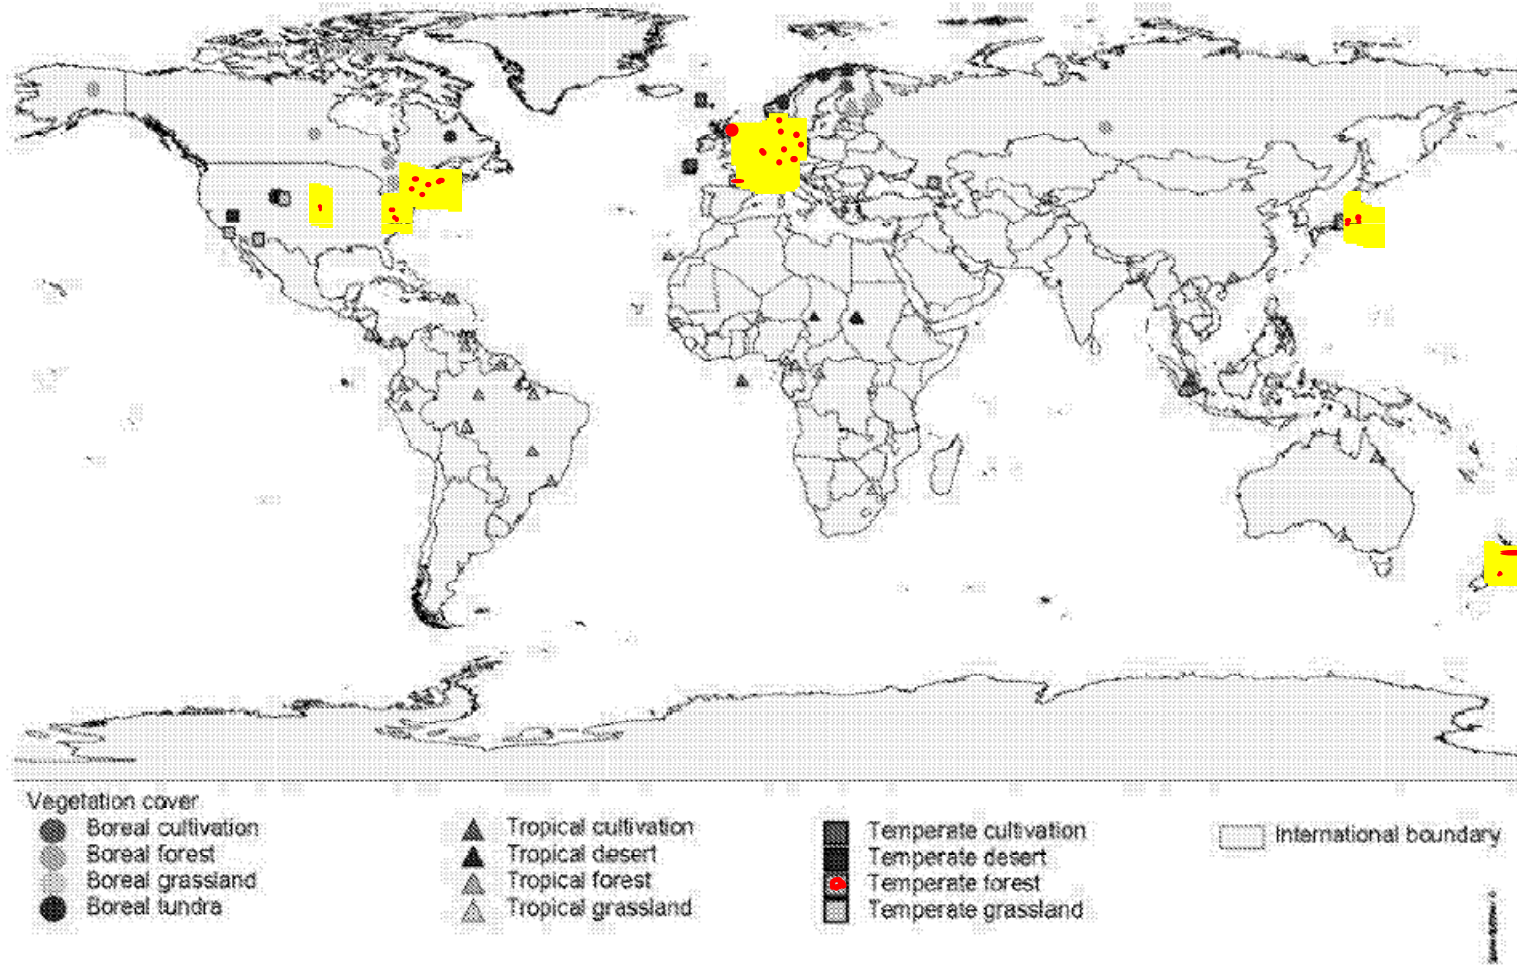 Vegetation cover
Boreal cultivation
Boreal forest
Boreal grassland
Boreal tundra
Tropical cultivation
Tropical desert
Tropical forest
Tropical grassland
Temperate cultivation
Temperate desert
Temperate forest
Temperate grassland
International boundary